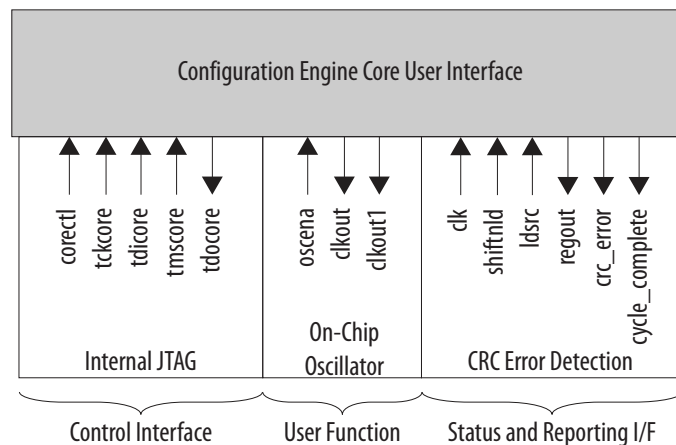 Configuration Engine Core User Interface
corectl
tckcore
tdicore
tmscore
tdocore
oscena
clkout
clkout1
clk
shiftnld
ldsrc
regout
crc_error
cycle_complete
Internal JTAG
On-Chip
Oscillator
CRC Error Detection
Control Interface
User Function
Status and Reporting I/F